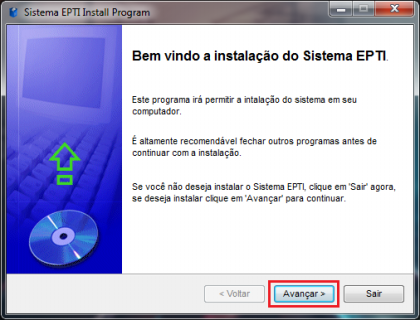 Sistema EPTI Install Program
Bem vindo a instalação do Sistema EPTI.
Este programa irá permitir a intalação do sistema em seu
computador.
É altamente recomendável fechar outros programas antes de
continuar com a instalação.
Se você não deseja instalar o Sistema EPTI, clique em 'Sair' agora,
se deseja instalar clique em 'Avançar' para continuar.
< Voltar
Avançar >
Sair